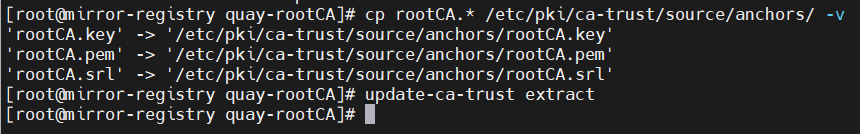 [root@mirror-registry quay-rootCA]# cp rootCA.* /etc/pki/ca-trust/source/anchors/ -v
'rootCA.key' -> '/etc/pki/ca-trust/source/anchors/rootCA.key'
'rootCA.pem' -> '/etc/pki/ca-trust/source/anchors/rootCA.pem'
'rootCA.srl' -> '/etc/pki/ca-trust/source/anchors/rootCA.srl'
[root@mirror-registry quay-rootCA]# update-ca-trust extract
[root@mirror-registry quay-rootCA]#